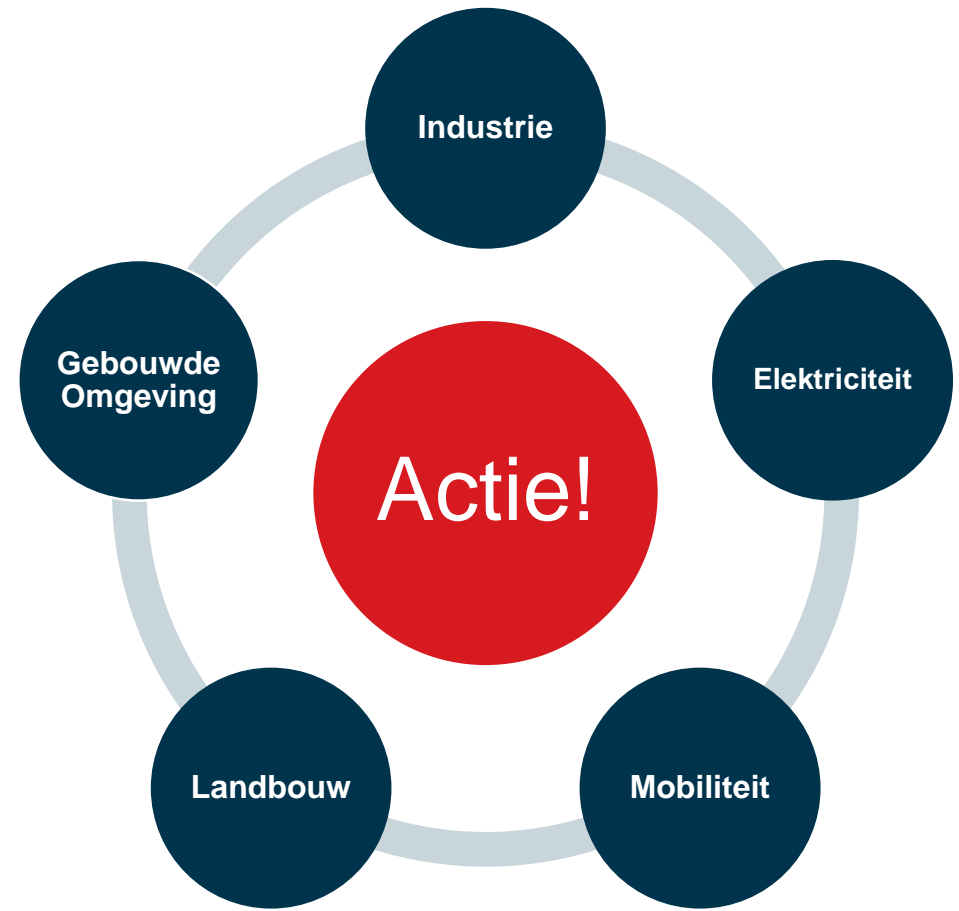 Industrie
Elektriciteit
Mobiliteit
Landbouw
Gebouwde
Omgeving
Actie!